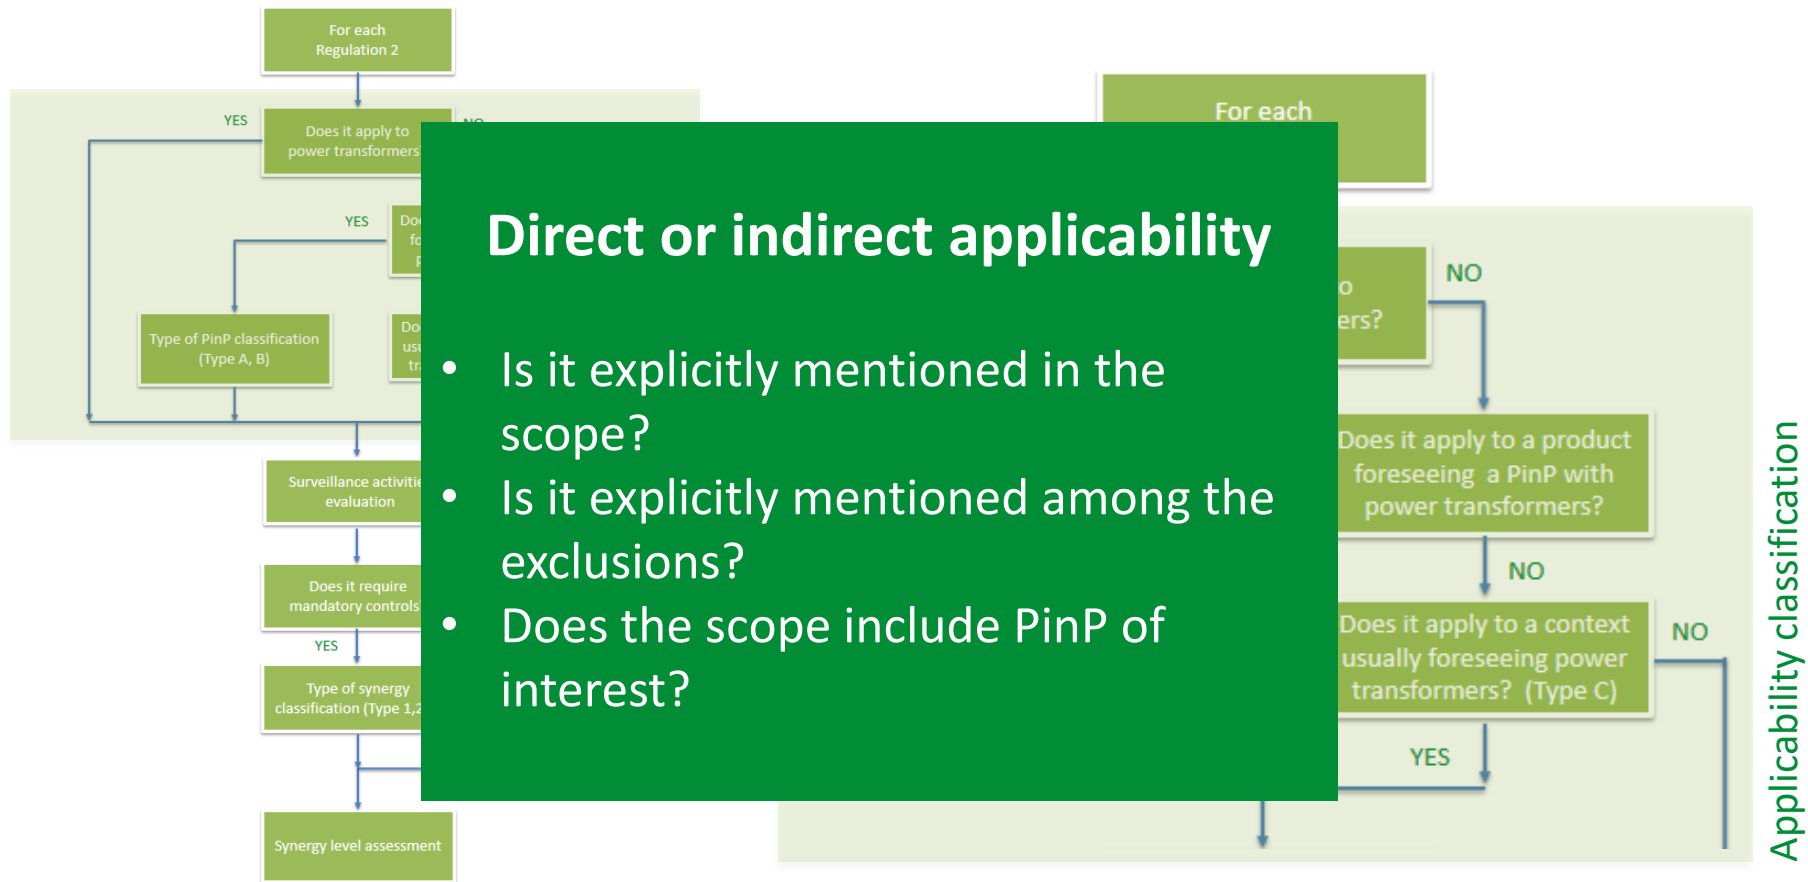 For each
Regulation 2
YES
Does it apply to
power transformers
YES
Type of PinP classification
(Type A, B)
Surveillance
evaluation
Does it require
mandatory controls
YES
Type of synergy
classification (Type 1,2
Synergy level assessment
Direct or indirect applicability
• Is it explicitly mentioned in the
scope?
• Is it explicitly mentioned among the
exclusions?
• Does the scope include PinP of
interest?
For each
NO
Does it apply to a product
foreseeing a PinP with
power transformers?
NO
Does it apply to a context
usually foreseeing power
transformers? (Type C)
NO
YES
Applicability classification